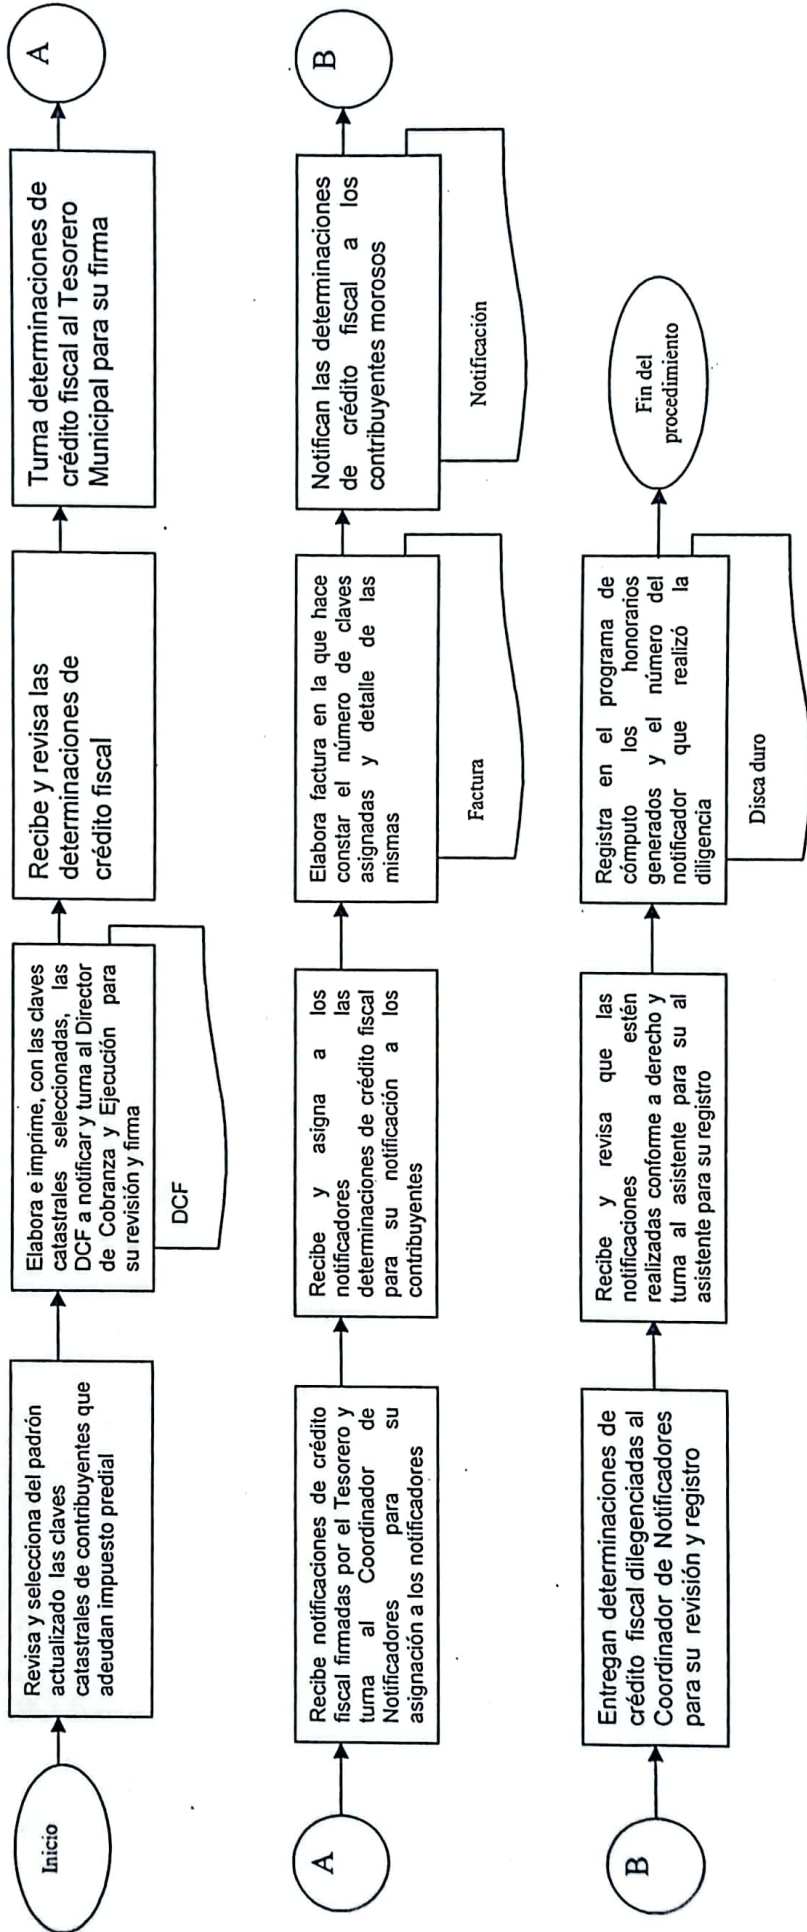 Inicio
Revisa y selecciona del padrón
actualizado las claves
catastrales de contribuyentes que
adeudan impuesto predial
Elabora e imprime, con las claves
catastrales seleccionadas, las
DCF a notificar y turna al Director
de Cobranza y Ejecución para
su revisión y firma
DCF
Recibe y revisa las
determinaciones de
crédito fiscal
Turna determinaciones de
crédito fiscal al Tesorero
Municipal para su firma
A
A
Recibe notificaciones de crédito
fiscal firmadas por el Tesorero y
turna al Coordinador de
Notificadores para su
asignación a los notificadores
Recibe y asigna a los
notificadores las
determinaciones de crédito fiscal
para su notificación a los
contribuyentes
Elabora factura en la que hace
constar el número de claves
asignadas y detalle de las
mismas
Factura
Notifican las determinaciones
de crédito fiscal a los
contribuyentes morosos
Notificación
B
B
Entregan determinaciones de
crédito fiscal dilegenciadas al
Coordinador de Notificadores
para su revisión y registro
Recibe y revisa que las
notificaciones estén
realizadas conforme a derecho y
turna al asistente para su al
asistente para su registro
Registra en el programa de
cómputo los honorarios
generados y el número del
notificador que realizó la
diligencia
Disca duro
Fin del
procedimiento